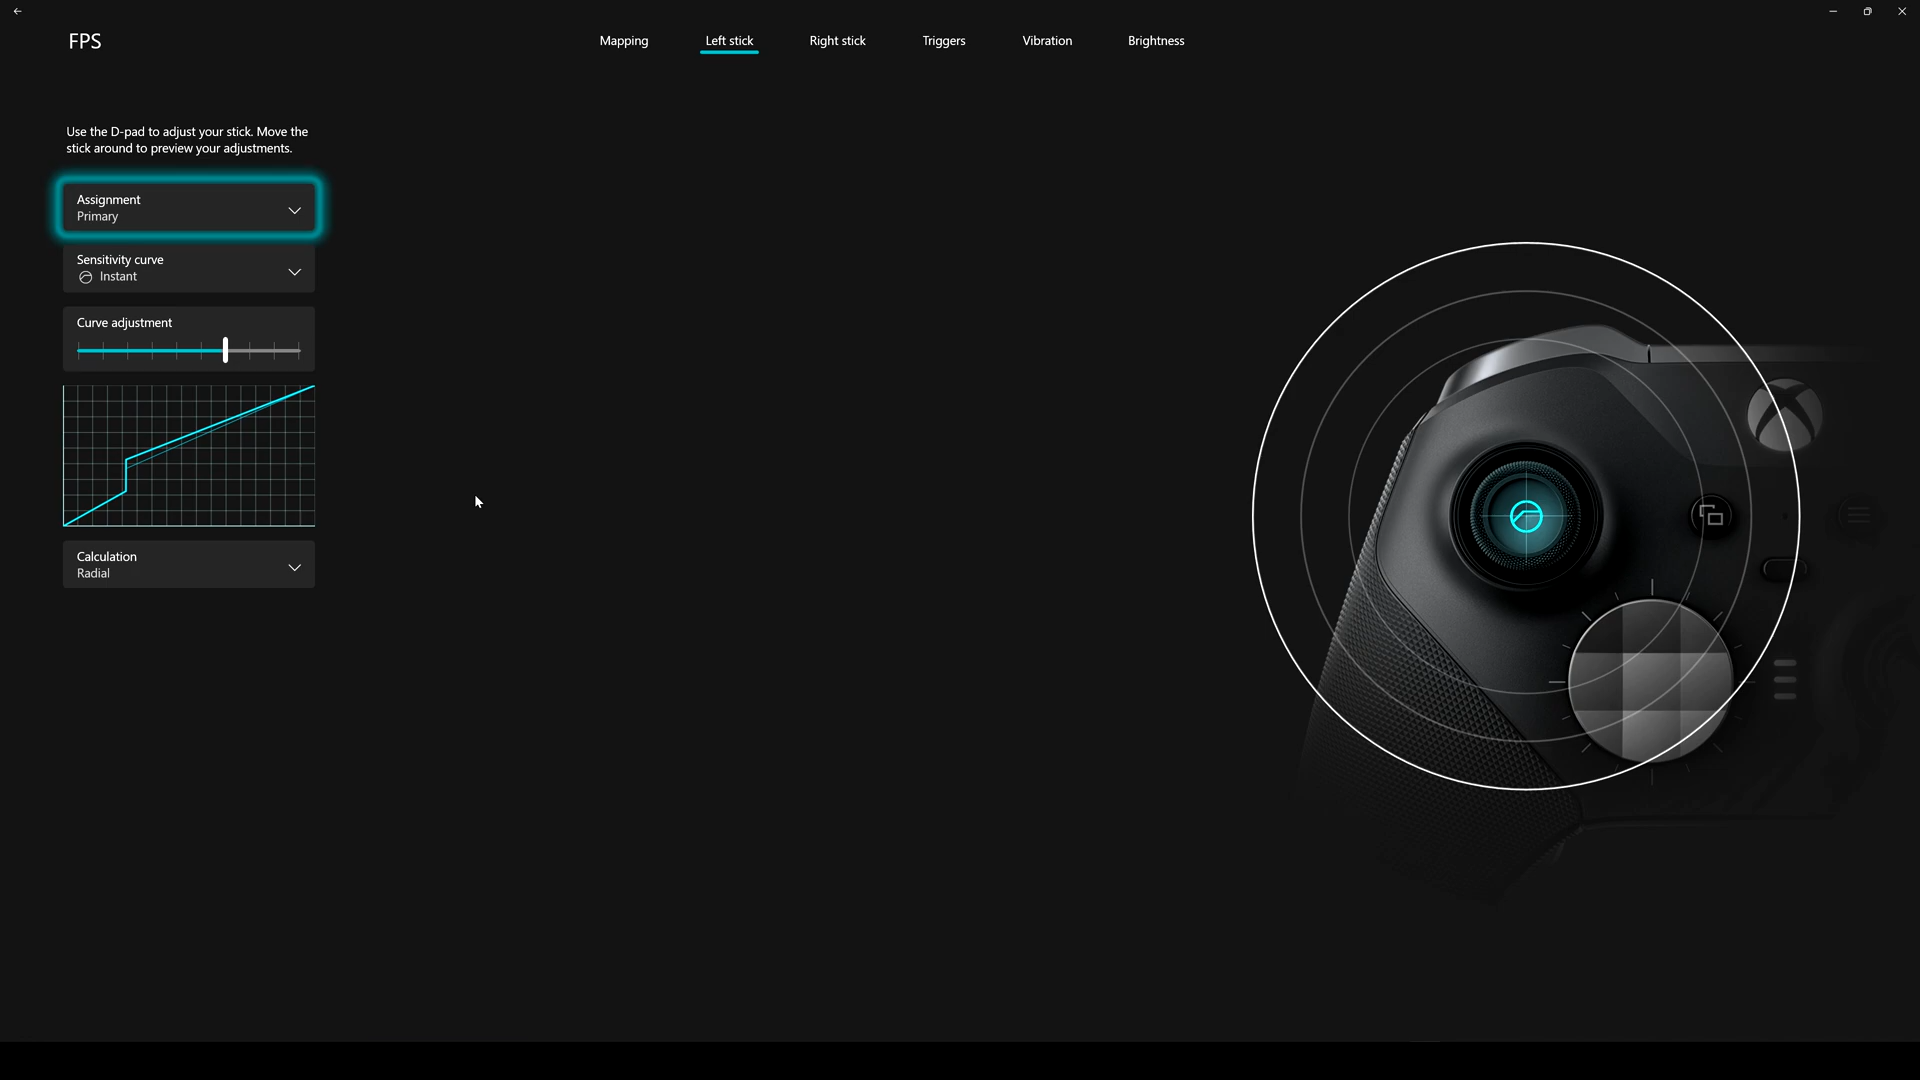 FPS
Mapping
Left stick
Right stick
Triggers
Vibration
Brightness
Use the D-pad to adjust your stick. Move the
stick around to preview your adjustments.
Assignment
Primary
Sensitivity curve
Instant
Curve adjustment
Calculation
Radial